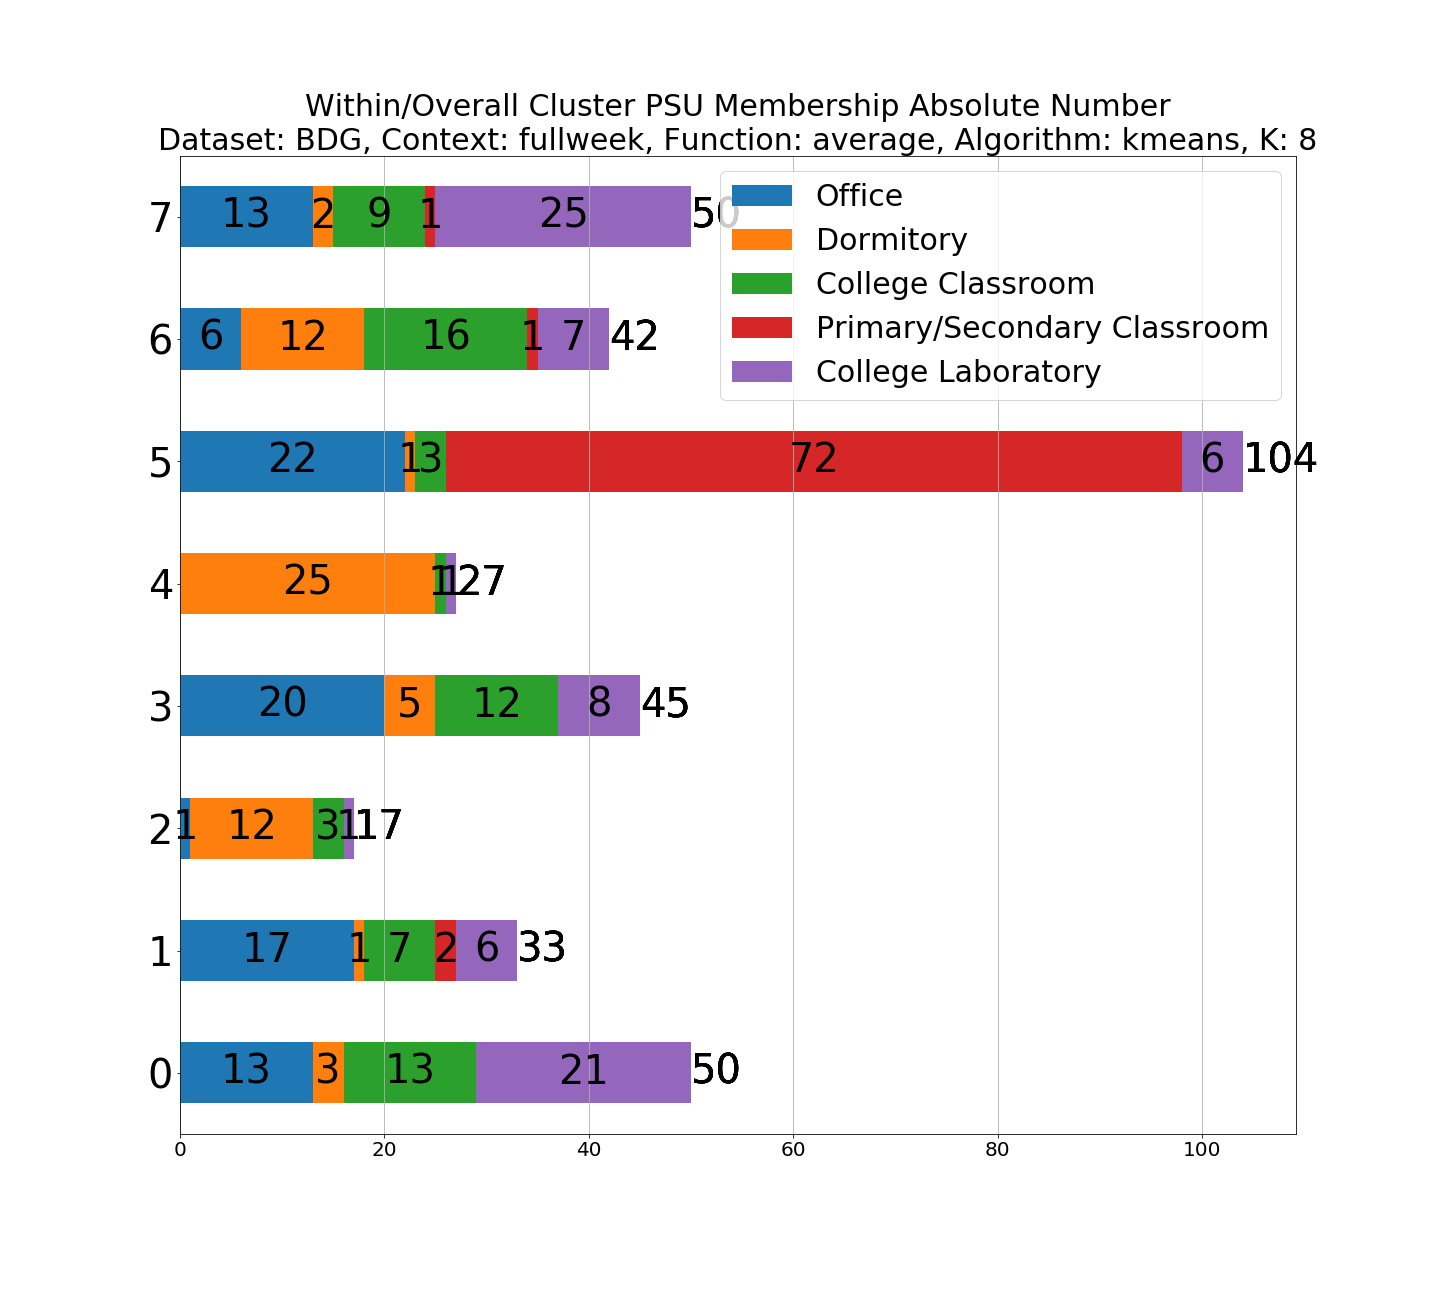 Within/Overall Cluster PSU Membership Absolute Number
Dataset: BDG, Context: fullweek, Function: average, Algorithm: kmeans, K: 8
Office
Dormitory
College Classroom
Primary/Secondary Classroom
College Laboratory
7 13 2 9 1 25 50
6 6 12 16 1 7 42
5 22 1 3 72 6 104
4 25 1 1 27
3 20 5 12 8 45
2 1 12 3 1 17
1 17 1 7 2 6 33
0 13 3 13 21 50
0 20 40 60 80 100